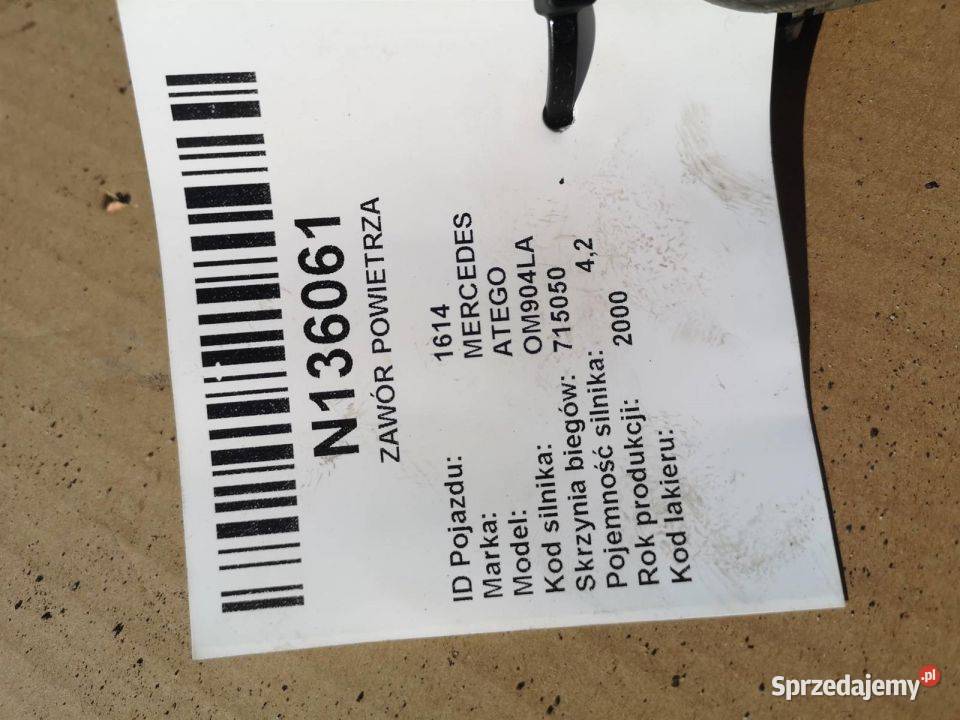 N136061
ZAWÓR POWIETRZA
ID Pojazdu: 1614
Marka: MERCEDES
Model: ATEGO
Kod silnika: OM904LA
Skrzynia biegów: 715050
Pojemność silnika: 4,2
Rok produkcji: 2000
Kod lakieru:
Sprzedajemy.pl